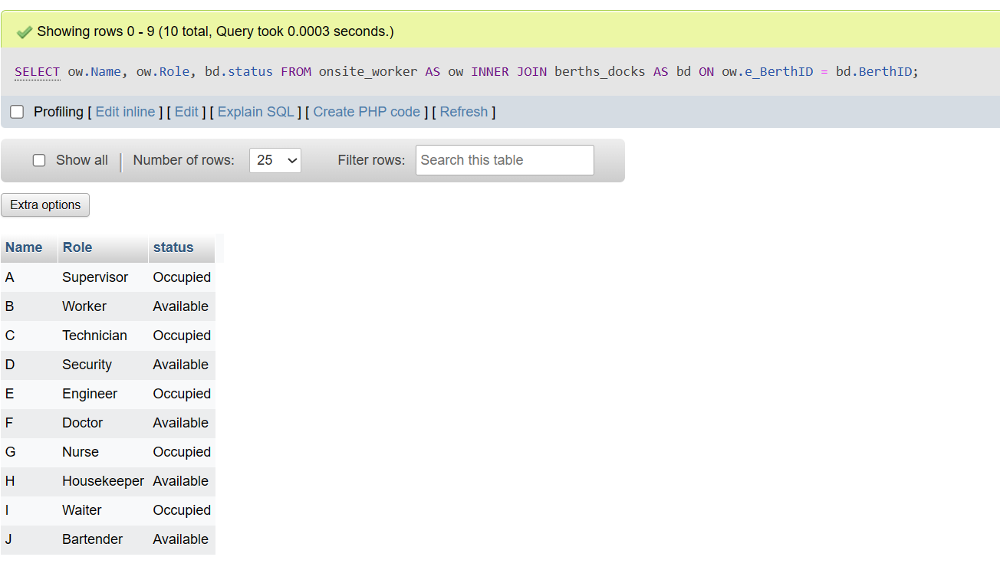 Showing rows 0 - 9 (10 total, Query took 0.0003 seconds.)
SELECT ow.Name, ow.Role, bd.status FROM onsite_worker AS ow INNER JOIN berths_docks AS bd ON ow.e_BerthID = bd.BerthID;
Profiling [ Edit inline ] [ Edit ] [ Explain SQL ] [ Create PHP code ] [ Refresh ]
Show all | Number of rows: 25 Filter rows: Search this table
Extra options
Name Role status
A Supervisor Occupied
B Worker Available
C Technician Occupied
D Security Available
E Engineer Occupied
F Doctor Available
G Nurse Occupied
H Housekeeper Available
I Waiter Occupied
J Bartender Available